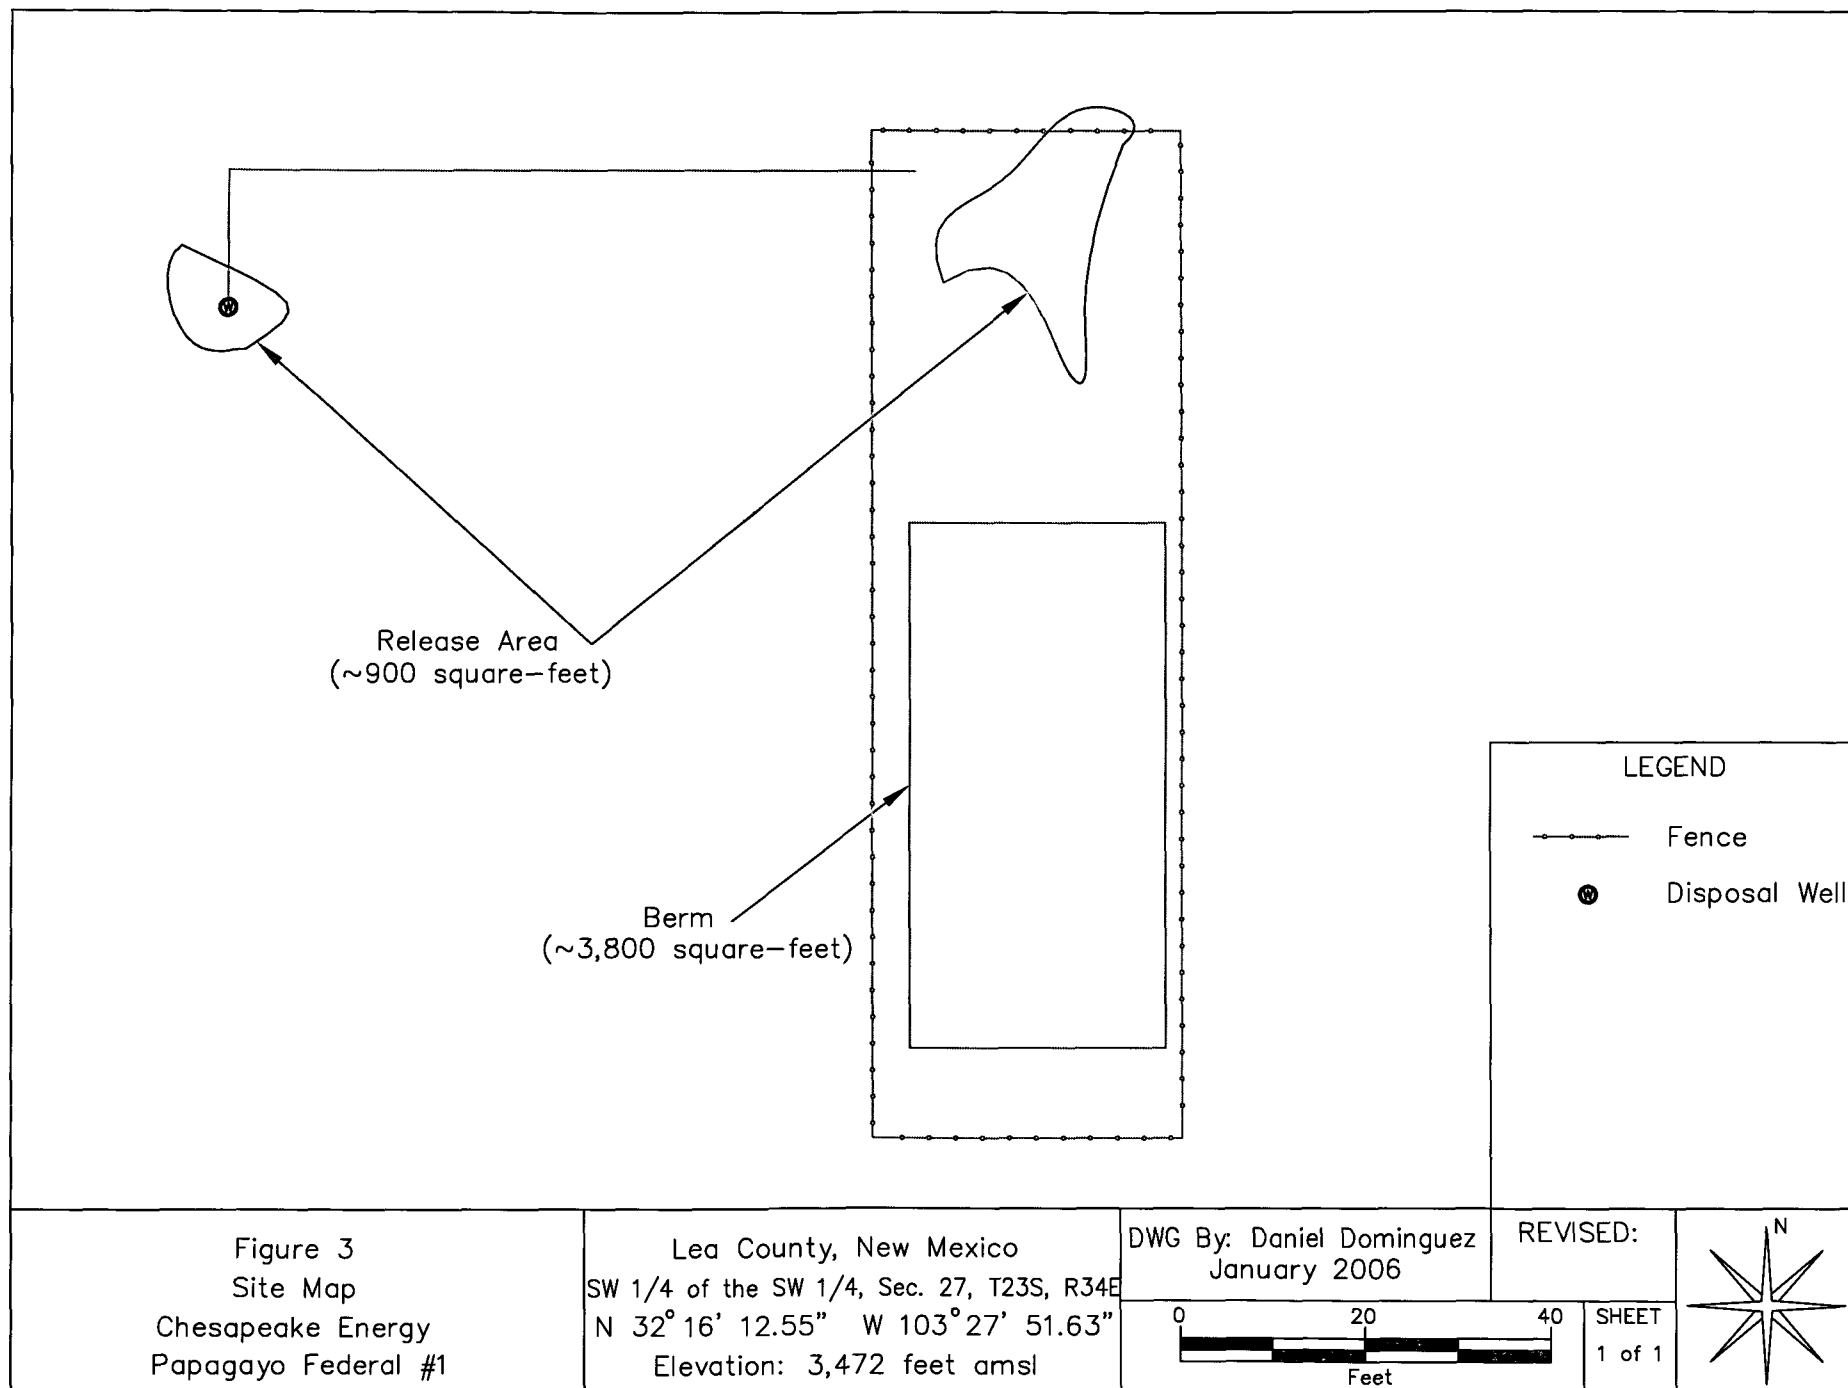 Release Area
(~900 square-feet)
Berm
(~3,800 square-feet)
LEGEND
Fence
W Disposal Well
W
Figure 3
Site Map
Chesapeake Energy
Papagayo Federal #1
Lea County, New Mexico
SW 1/4 of the SW 1/4, Sec. 27, T23S, R34E
N 32° 16' 12.55" W 103° 27' 51.63"
Elevation: 3,472 feet amsl
DWG By: Daniel Dominguez
January 2006
REVISED:
0 20 40
Feet
SHEET
1 of 1
N